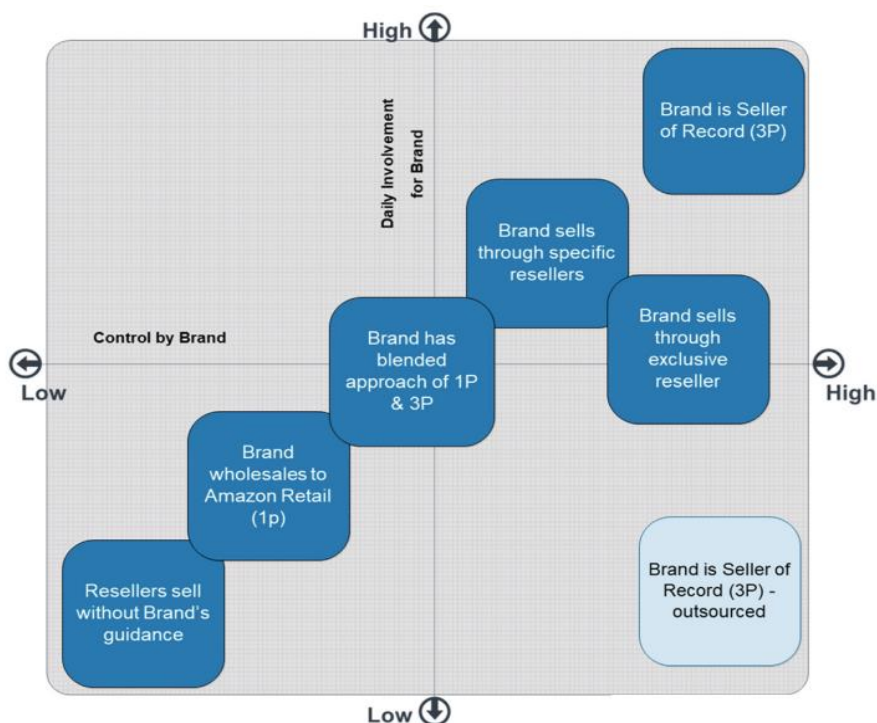 High
Daily Involvement
for Brand
Brand is Seller
of Record (3P)
Brand sells
through specific
resellers
Control by Brand
Brand has
blended
approach of 1P
& 3P
Brand sells
through
exclusive
reseller
Low
High
Brand
wholesales to
Amazon Retail
(1p)
Resellers sell
without Brand's
guidance
Brand is Seller of
Record (3P) -
outsourced
Low